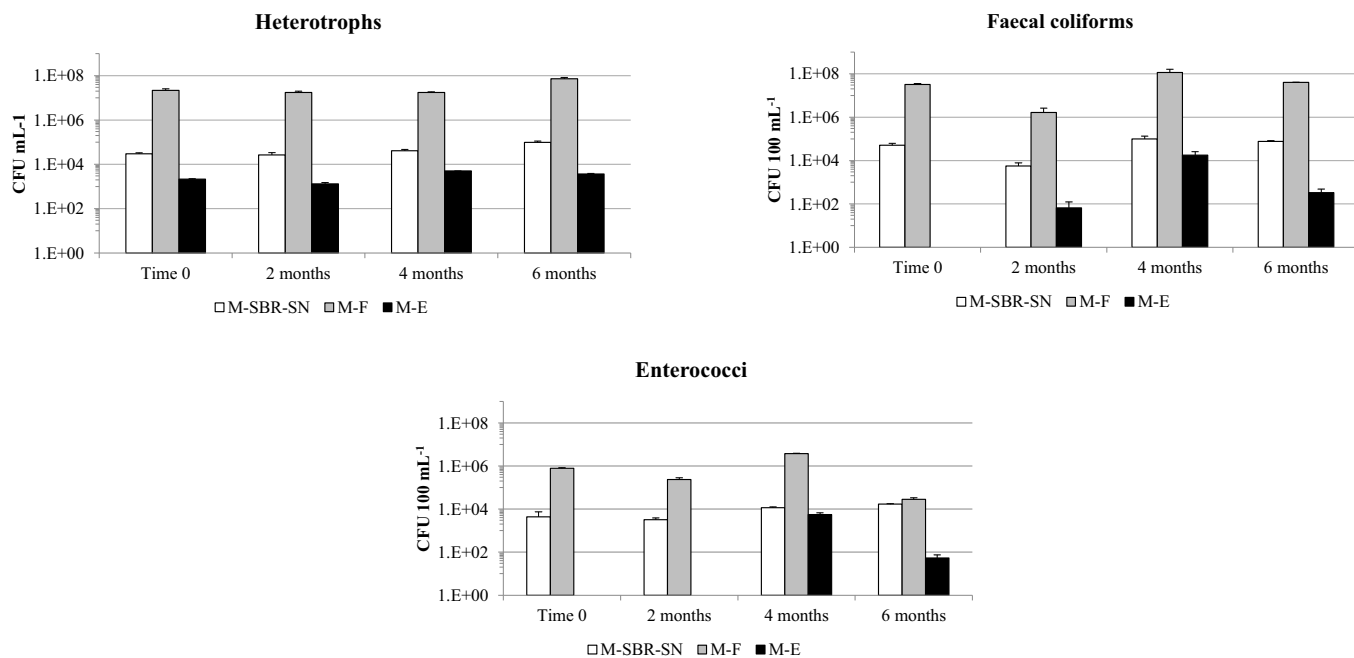 Heterotrophs
CFU mL-1
1.E+08
1.E+06
1.E+04
1.E+02
1.E+00
Time 0 2 months 4 months 6 months
M-SBR-SN M-F M-E
Faecal coliforms
CFU 100 mL⁻¹
1.E+08
1.E+06
1.E+04
1.E+02
1.E+00
Time 0 2 months 4 months 6 months
M-SBR-SN M-F M-E
Enterococci
CFU 100 mL⁻¹
1.E+08
1.E+06
1.E+04
1.E+02
1.E+00
Time 0 2 months 4 months 6 months
M-SBR-SN M-F M-E